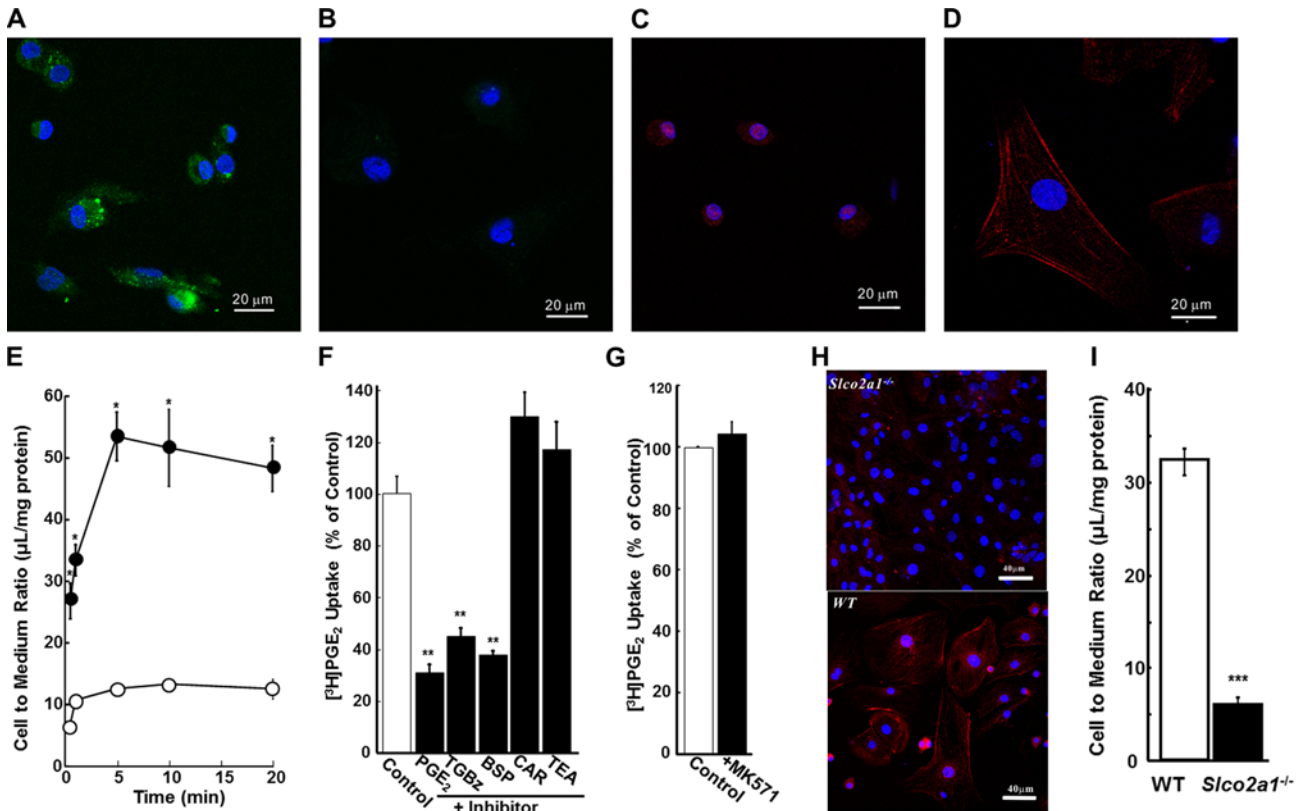 A
B
C
D
20 µm
20 µm
20 µm
20 µm
E
F
G
H
I
Cell to Medium Ratio (µL/mg protein)
60
50
40
30
20
10
0
*
*
*
*
*
0
5
10
15
20
Time (min)
[³H]PGE₂ Uptake (% of Control)
140
120
100
80
60
40
20
0
**
**
**
Control
PGE₂
TGBz
BSP
CAR
TEA
+ Inhibitor
[³H]PGE₂ Uptake (% of Control)
120
100
80
60
40
20
0
Control
+MK571
Slco2a1-/-
40µm
WT
40µm
Cell to Medium Ratio (µL/mg protein)
40
30
20
10
0
***
WT
Slco2a1-/-